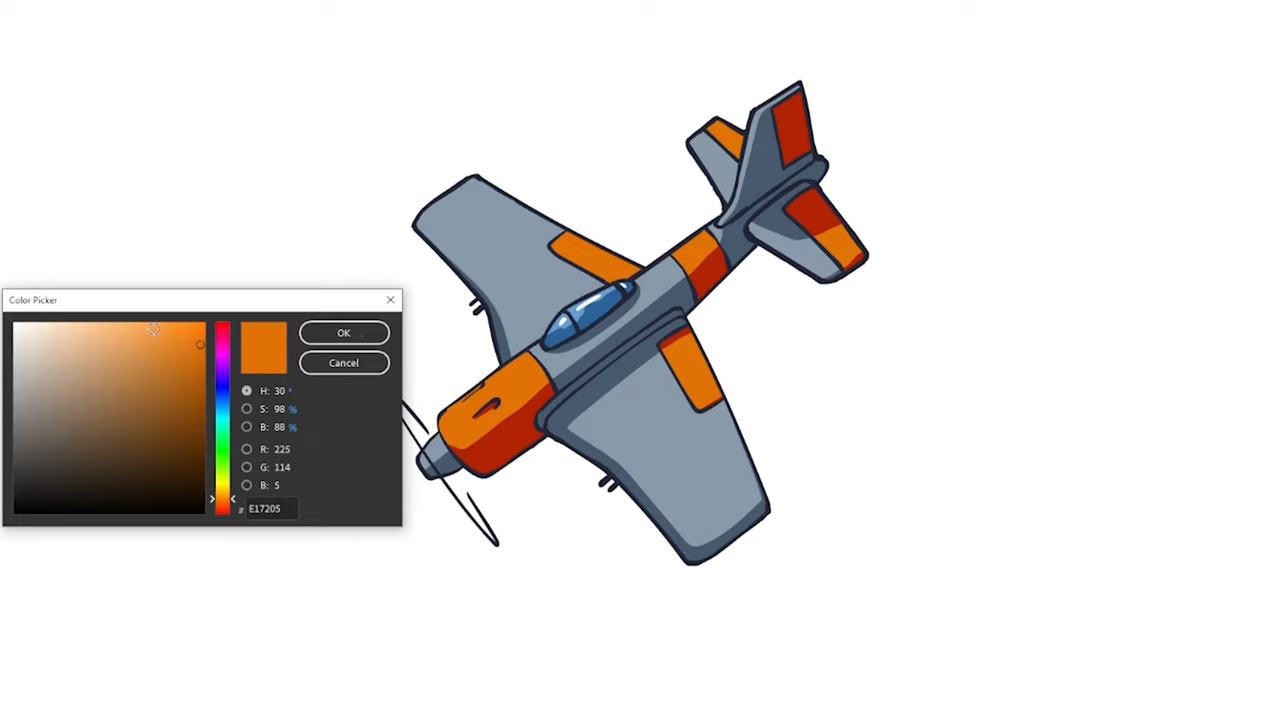 Color Picker
OK
Cancel
H: 30 °
S: 98 %
B: 88 %
R: 225
G: 114
B: 5
# E17205